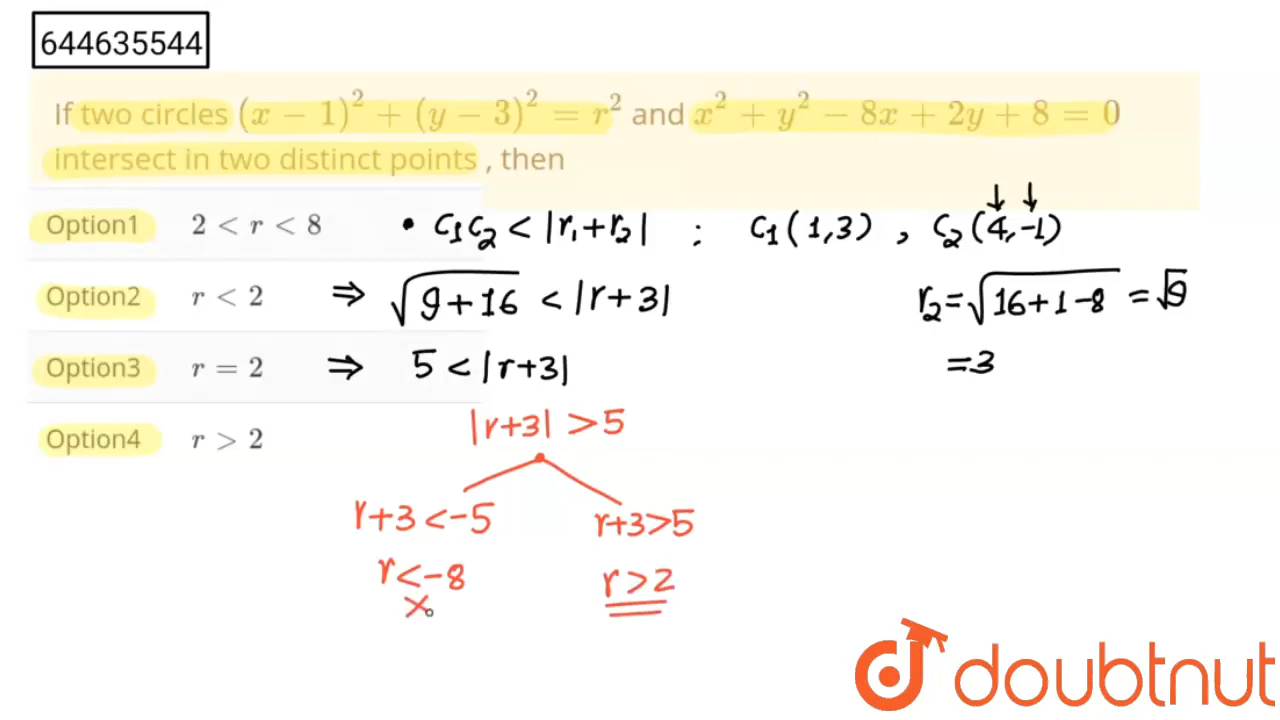 644635544
If two circles (x − 1)² + (y − 3)² = r² and x² + y² − 8x + 2y + 8 = 0
intersect in two distinct points , then
Option1 2 < r < 8
• C₁C₂ < |r₁+r₂| : C₁(1,3) , C₂(4,-1)
Option2 r < 2
⇒ √(9+16) < |r+3|
r₂=√(16+1-8) = √9
Option3 r = 2
⇒ 5 < |r+3|
=3
Option4 r > 2
|r+3| >5
r+3<-5 r+3>5
r<-8 r>2
×
doubtnut